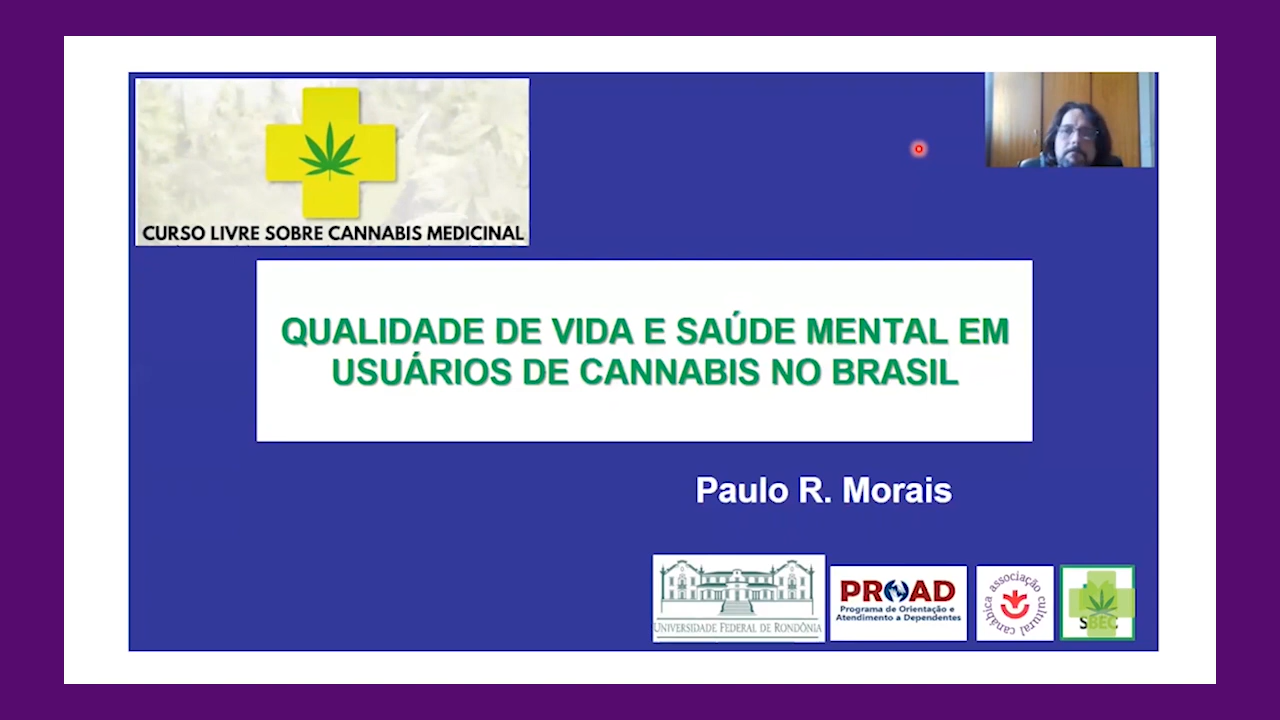 CURSO LIVRE SOBRE CANNABIS MEDICINAL
QUALIDADE DE VIDA E SAÚDE MENTAL EM
USUÁRIOS DE CANNABIS NO BRASIL
Paulo R. Morais
UNIVERSIDADE FEDERAL DE RONDÔNIA
PROAD
Programa de Orientação e
Atendimento a Dependentes
associação cultural canábica
SBEC